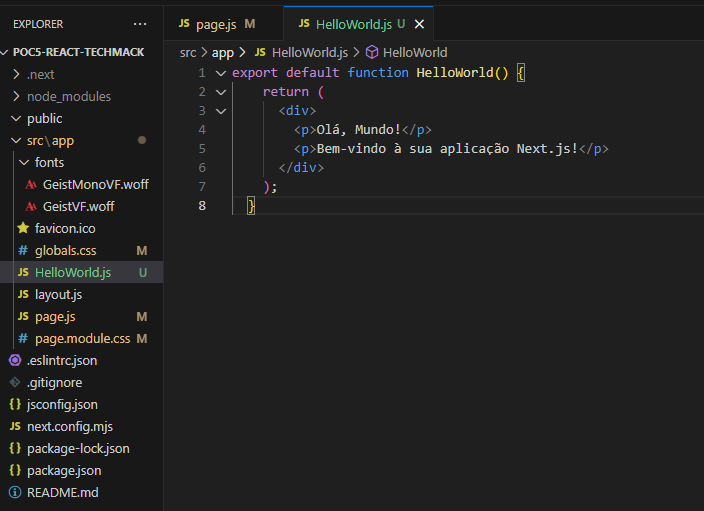 EXPLORER ···
POC5-REACT-TECHMACK
.next
node_modules
public
src\app
fonts
GeistMonoVF.woff
GeistVF.woff
favicon.ico
# globals.css M
JS HelloWorld.js U
JS layout.js
JS page.js M
# page.module.css M
.eslintrc.json
.gitignore
{} jsconfig.json
JS next.config.mjs
{} package-lock.json
{} package.json
README.md
JS page.js M JS HelloWorld.js U
src > app > JS HelloWorld.js > HelloWorld
1 export default function HelloWorld() {
2 return (
3 <div>
4 <p>Olá, Mundo!</p>
5 <p>Bem-vindo à sua aplicação Next.js!</p>
6 </div>
7 );
8 }